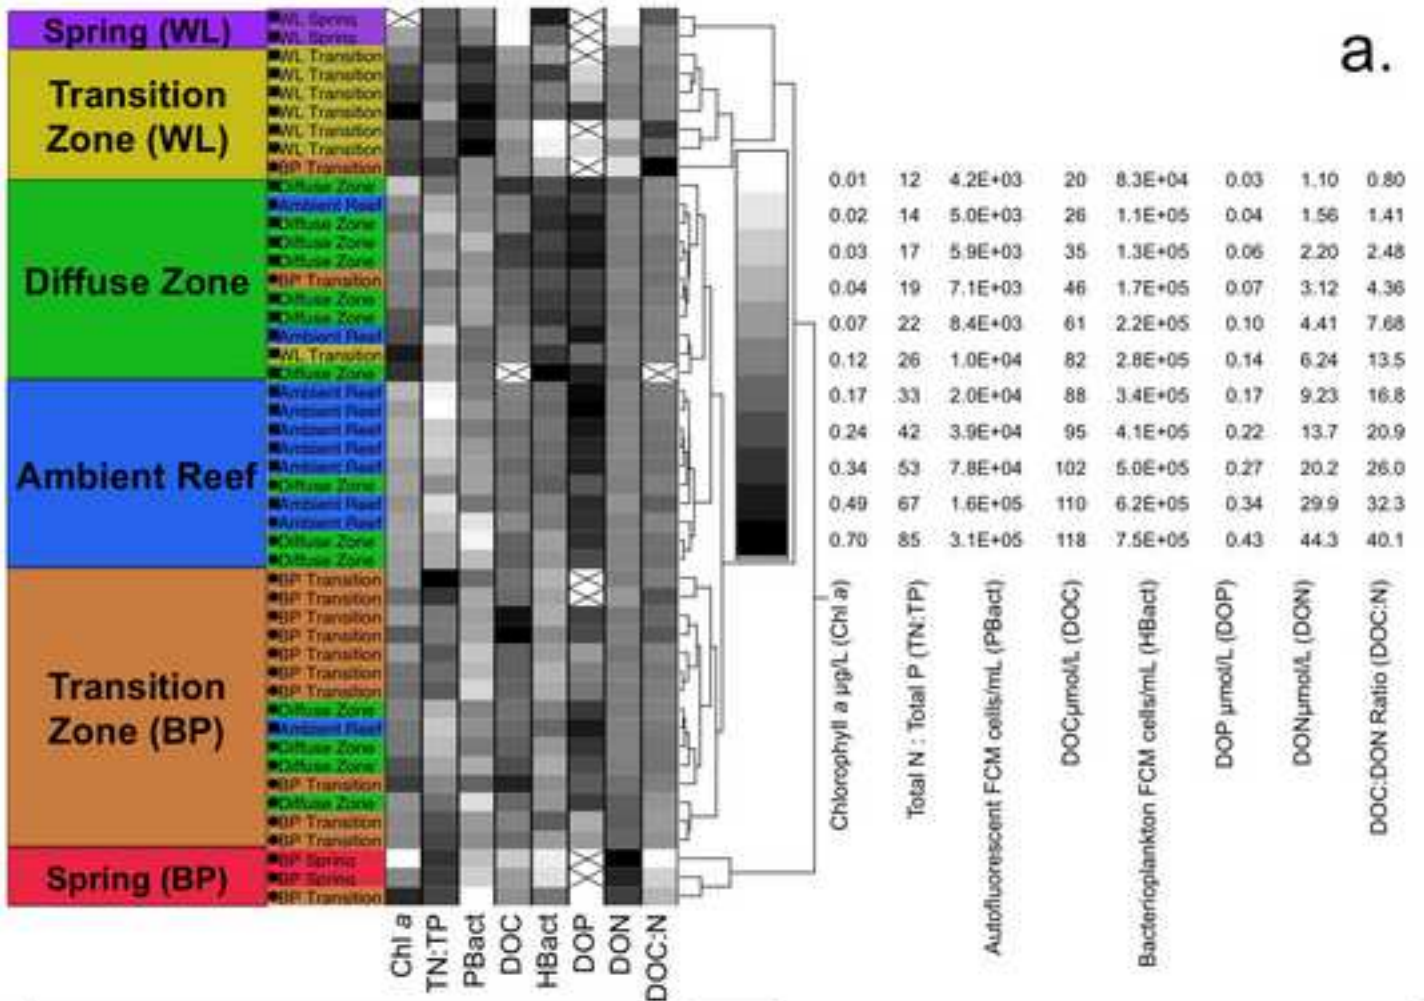 a.
Spring (WL)
Transition
Zone (WL)
Diffuse Zone
Ambient Reef
Transition
Zone (BP)
Spring (BP)
WL Spring
WL Spring
WL Transition
WL Transition
WL Transition
WL Transition
WL Transition
WL Transition
BP Transition
Diffuse Zone
Ambient Reef
Diffuse Zone
Diffuse Zone
Diffuse Zone
BP Transition
Diffuse Zone
Diffuse Zone
Ambient Reef
WL Transition
Diffuse Zone
Ambient Reef
Ambient Reef
Ambient Reef
Ambient Reef
Ambient Reef
Diffuse Zone
Ambient Reef
Ambient Reef
Diffuse Zone
Diffuse Zone
BP Transition
BP Transition
BP Transition
BP Transition
BP Transition
BP Transition
BP Transition
Diffuse Zone
Ambient Reef
Diffuse Zone
Diffuse Zone
BP Transition
Diffuse Zone
BP Transition
BP Transition
BP Spring
BP Spring
BP Transition
Chl a
TN:TP
PBact
DOC
HBact
DOP
DON
DOC:N
0.01 12 4.2E+03 20 8.3E+04 0.03 1.10 0.80
0.02 14 5.0E+03 26 1.1E+05 0.04 1.56 1.41
0.03 17 5.9E+03 35 1.3E+05 0.06 2.20 2.48
0.04 19 7.1E+03 46 1.7E+05 0.07 3.12 4.36
0.07 22 8.4E+03 61 2.2E+05 0.10 4.41 7.68
0.12 26 1.0E+04 82 2.8E+05 0.14 6.24 13.5
0.17 33 2.0E+04 88 3.4E+05 0.17 9.23 16.8
0.24 42 3.9E+04 95 4.1E+05 0.22 13.7 20.9
0.34 53 7.8E+04 102 5.0E+05 0.27 20.2 26.0
0.49 67 1.6E+05 110 6.2E+05 0.34 29.9 32.3
0.70 85 3.1E+05 118 7.5E+05 0.43 44.3 40.1
Chlorophyll a µg/L (Chl a)
Total N : Total P (TN:TP)
Autofluorescent FCM cells/mL (PBact)
DOCµmol/L (DOC)
Bacterioplankton FCM cells/mL (HBact)
DOP µmol/L (DOP)
DONµmol/L (DON)
DOC:DON Ratio (DOC:N)